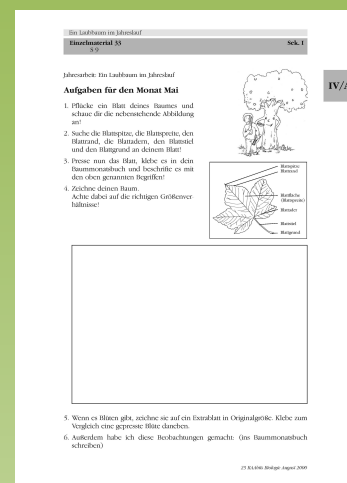 Ein Laubbaum im Jahreslauf
Einzelmaterial 33
S 9
Sek. I
IV/A
Jahresarbeit: Ein Laubbaum im Jahreslauf
Aufgaben für den Monat Mai
1. Pflücke ein Blatt deines Baumes und
schaue dir die nebenstehende Abbildung
an!
2. Suche die Blattspitze, die Blattspreite, den
Blattrand, die Blattadern, den Blattstiel
und den Blattgrund an deinem Blatt!
3. Presse nun das Blatt, klebe es in dein
Baummonatsbuch und beschrifte es mit
den oben genannten Begriffen!
4. Zeichne deinen Baum.
Achte dabei auf die richtigen Größenver-
hältnisse!
Blattspitze
Blattrand
Blattfläche
(Blattspreite)
Blattader
Blattstiel
Blattgrund
5. Wenn es Blüten gibt, zeichne sie auf ein Extrablatt in Originalgröße. Klebe zum
Vergleich eine gepresste Blüte daneben.
6. Außerdem habe ich diese Beobachtungen gemacht: (ins Baummonatsbuch
schreiben)
Biologie August 2006